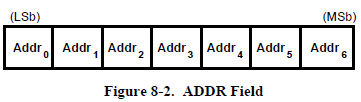 (LSb) (MSb)
Addr0 Addr1 Addr2 Addr3 Addr4 Addr5 Addr6
Figure 8-2. ADDR Field